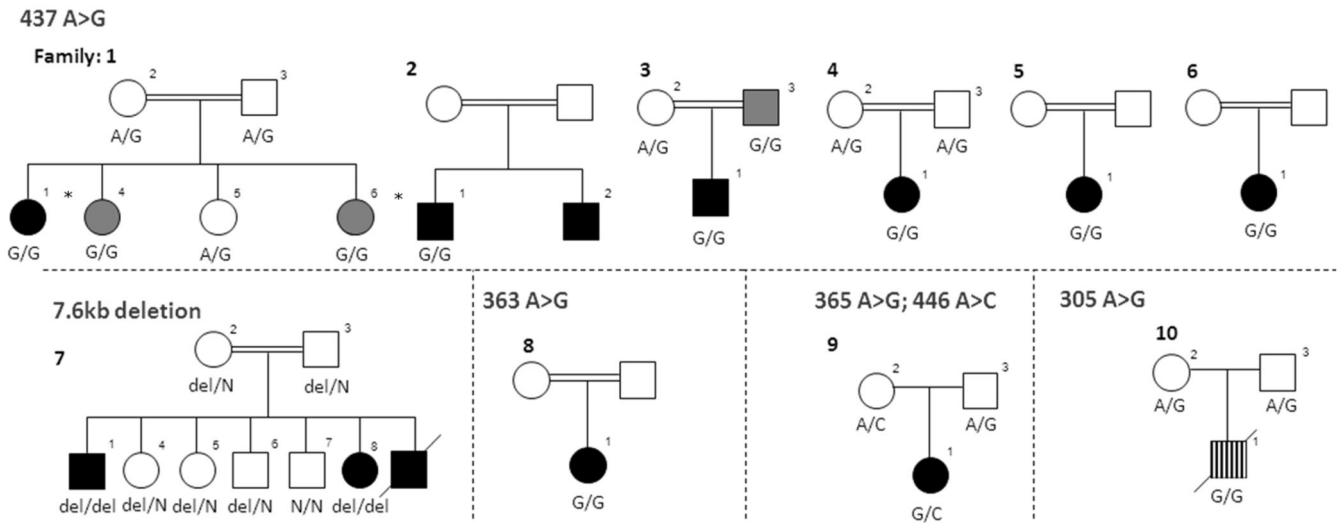 437 A>G
Family: 1 2 3 4 5 6
2 3 2 3 2 3
A/G A/G A/G G/G A/G A/G
1 * 4 5 6 * 1 2 1 1 1 1
G/G G/G A/G G/G G/G G/G G/G G/G G/G
7.6kb deletion 363 A>G 365 A>G; 446 A>C 305 A>G
7 8 9 10
2 3 2 3 2 3
del/N del/N A/C A/G A/G A/G
1 4 5 6 7 8 1 1 1
del/del del/N del/N del/N N/N del/del G/G G/C G/G